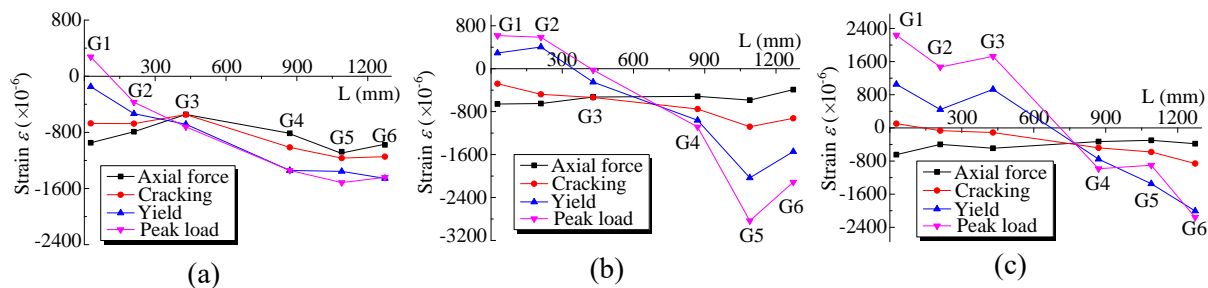 800
0
-800
-1600
-2400
Strain ε (×10⁻⁶)
300
600
900
1200
L (mm)
G1
G2
G3
G4
G5
G6
Axial force
Cracking
Yield
Peak load
(a)
800
0
-800
-1600
-2400
-3200
Strain ε (×10⁻⁶)
300
600
900
1200
L (mm)
G1
G2
G3
G4
G5
G6
Axial force
Cracking
Yield
Peak load
(b)
2400
1600
800
0
-800
-1600
-2400
Strain ε (×10⁻⁶)
300
600
900
1200
L (mm)
G1
G2
G3
G4
G5
G6
Axial force
Cracking
Yield
Peak load
(c)